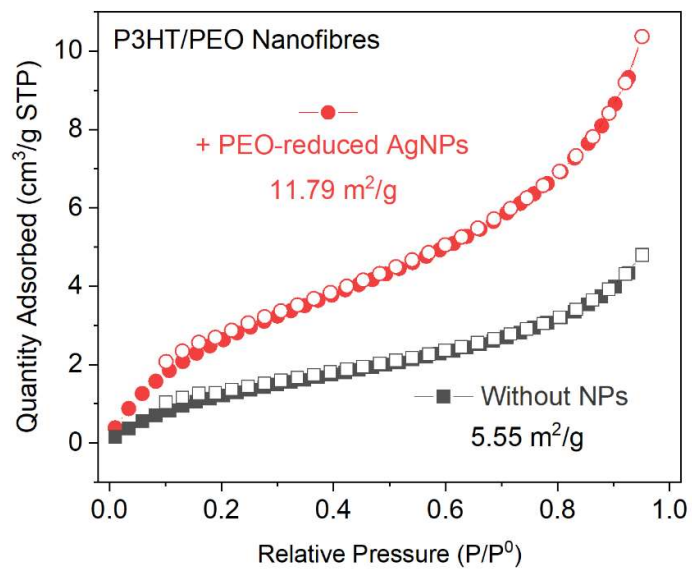 P3HT/PEO Nanofibres
+ PEO-reduced AgNPs
11.79 m²/g
Without NPs
5.55 m²/g
Quantity Adsorbed (cm³/g STP)
10
8
6
4
2
0
0.0 0.2 0.4 0.6 0.8 1.0
Relative Pressure (P/P⁰)